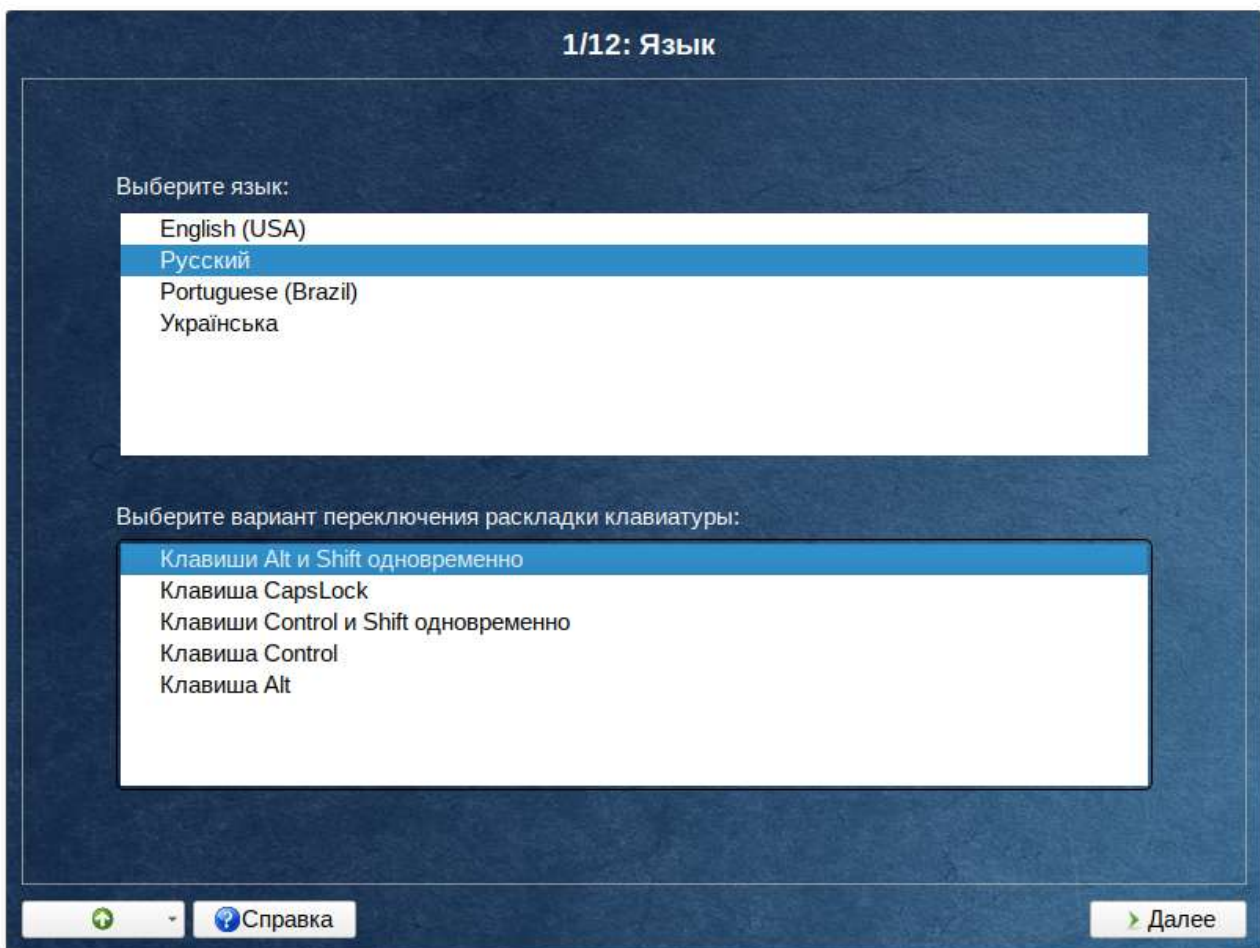 1/12: Язык
Выберите язык:
English (USA)
Русский
Portuguese (Brazil)
Українська
Выберите вариант переключения раскладки клавиатуры:
Клавиши Alt и Shift одновременно
Клавиша CapsLock
Клавиши Control и Shift одновременно
Клавиша Control
Клавиша Alt
Справка
Далее